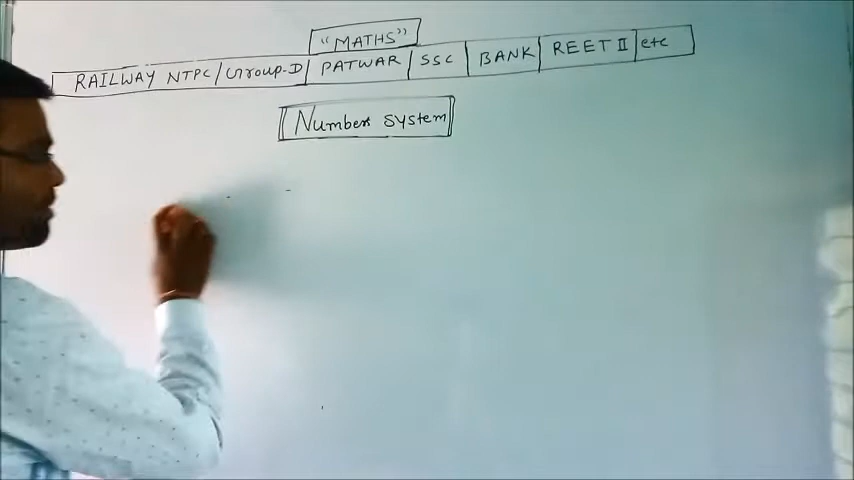 "MATHS"
RAILWAY NTPC/Group-D/ PATWAR | SSC | BANK | REET II | etc
Number system